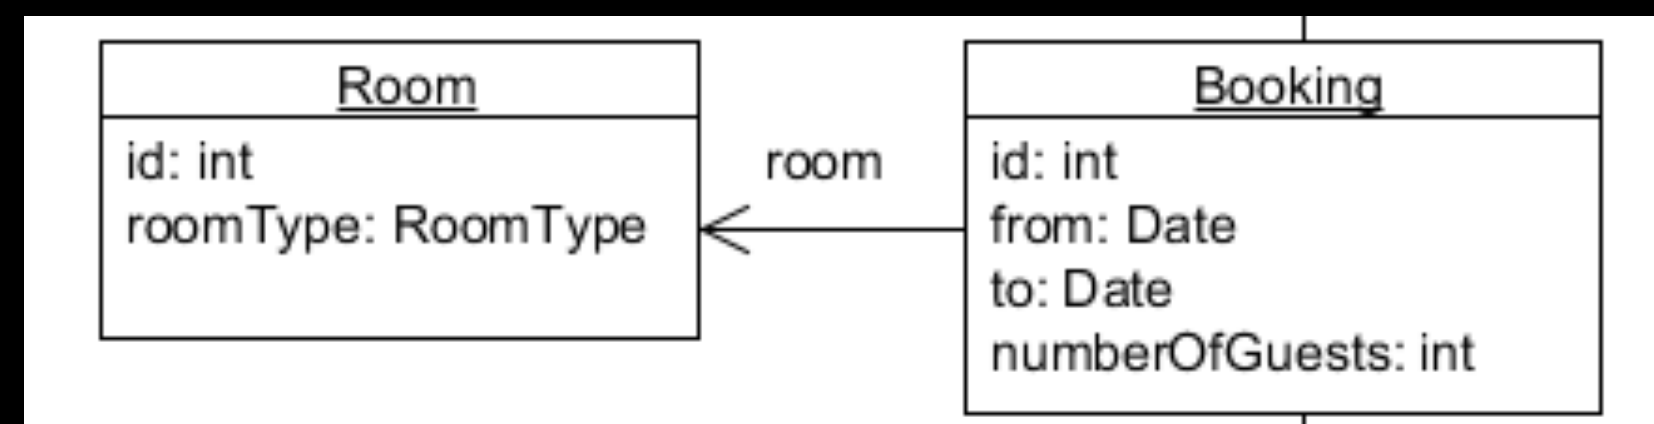 Room
id: int
roomType: RoomType
room
Booking
id: int
from: Date
to: Date
numberOfGuests: int